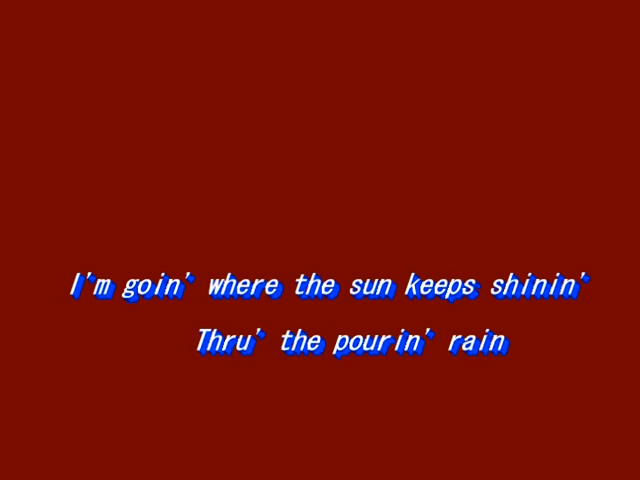 I'm goin' where the sun keeps shinin'
Thru' the pourin' rain